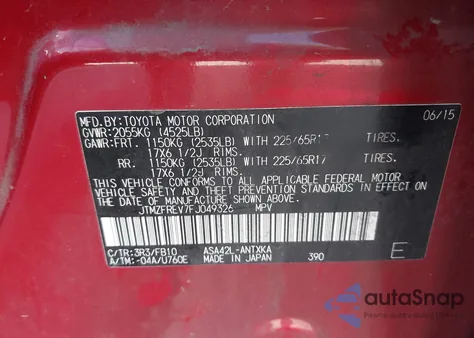 MFD.BY:TOYOTA MOTOR CORPORATION 06/15
GVWR:2055KG (4525LB)
GAWR:FRT. 1150KG (2535LB) WITH 225/65R17 TIRES.
17X6 1/2J RIMS.
RR. 1150KG (2535LB) WITH 225/65R17 TIRES.
17X6 1/2J RIMS.
THIS VEHICLE CONFORMS TO ALL APPLICABLE FEDERAL MOTOR
VEHICLE SAFETY STANDARDS IN EFFECT
ON THE DATE OF MANUFACTURE SHOWN ABOVE.
JTMZFREV7FJ049326 MPV
C/TR:3R3/FB10 ASA42L-ANTXKA E
A/TM:-04A/U760E MADE IN JAPAN 390
autoSnap